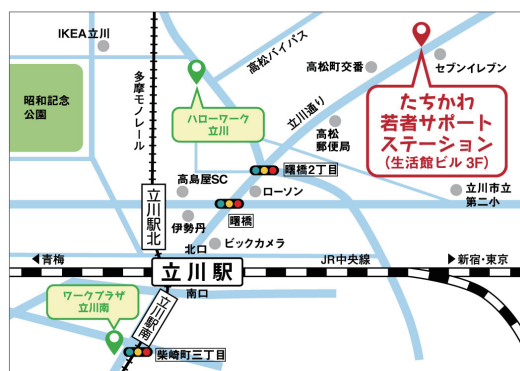 IKEA立川
昭和記念
公園
多摩モノレール
ハローワーク
立川
高松バイパス
高松町交番
セブンイレブン
たちかわ
若者サポート
ステーション
(生活館ビル 3F)
立川通り
高松
郵便局
曙橋2丁目
高島屋SC
ローソン
立川市立
第二小
立川駅北
伊勢丹
曙橋
北口
ビックカメラ
◀青梅
立川駅
JR中央線
▶新宿・東京
南口
ワークプラザ
立川南
立川駅南
柴崎町三丁目